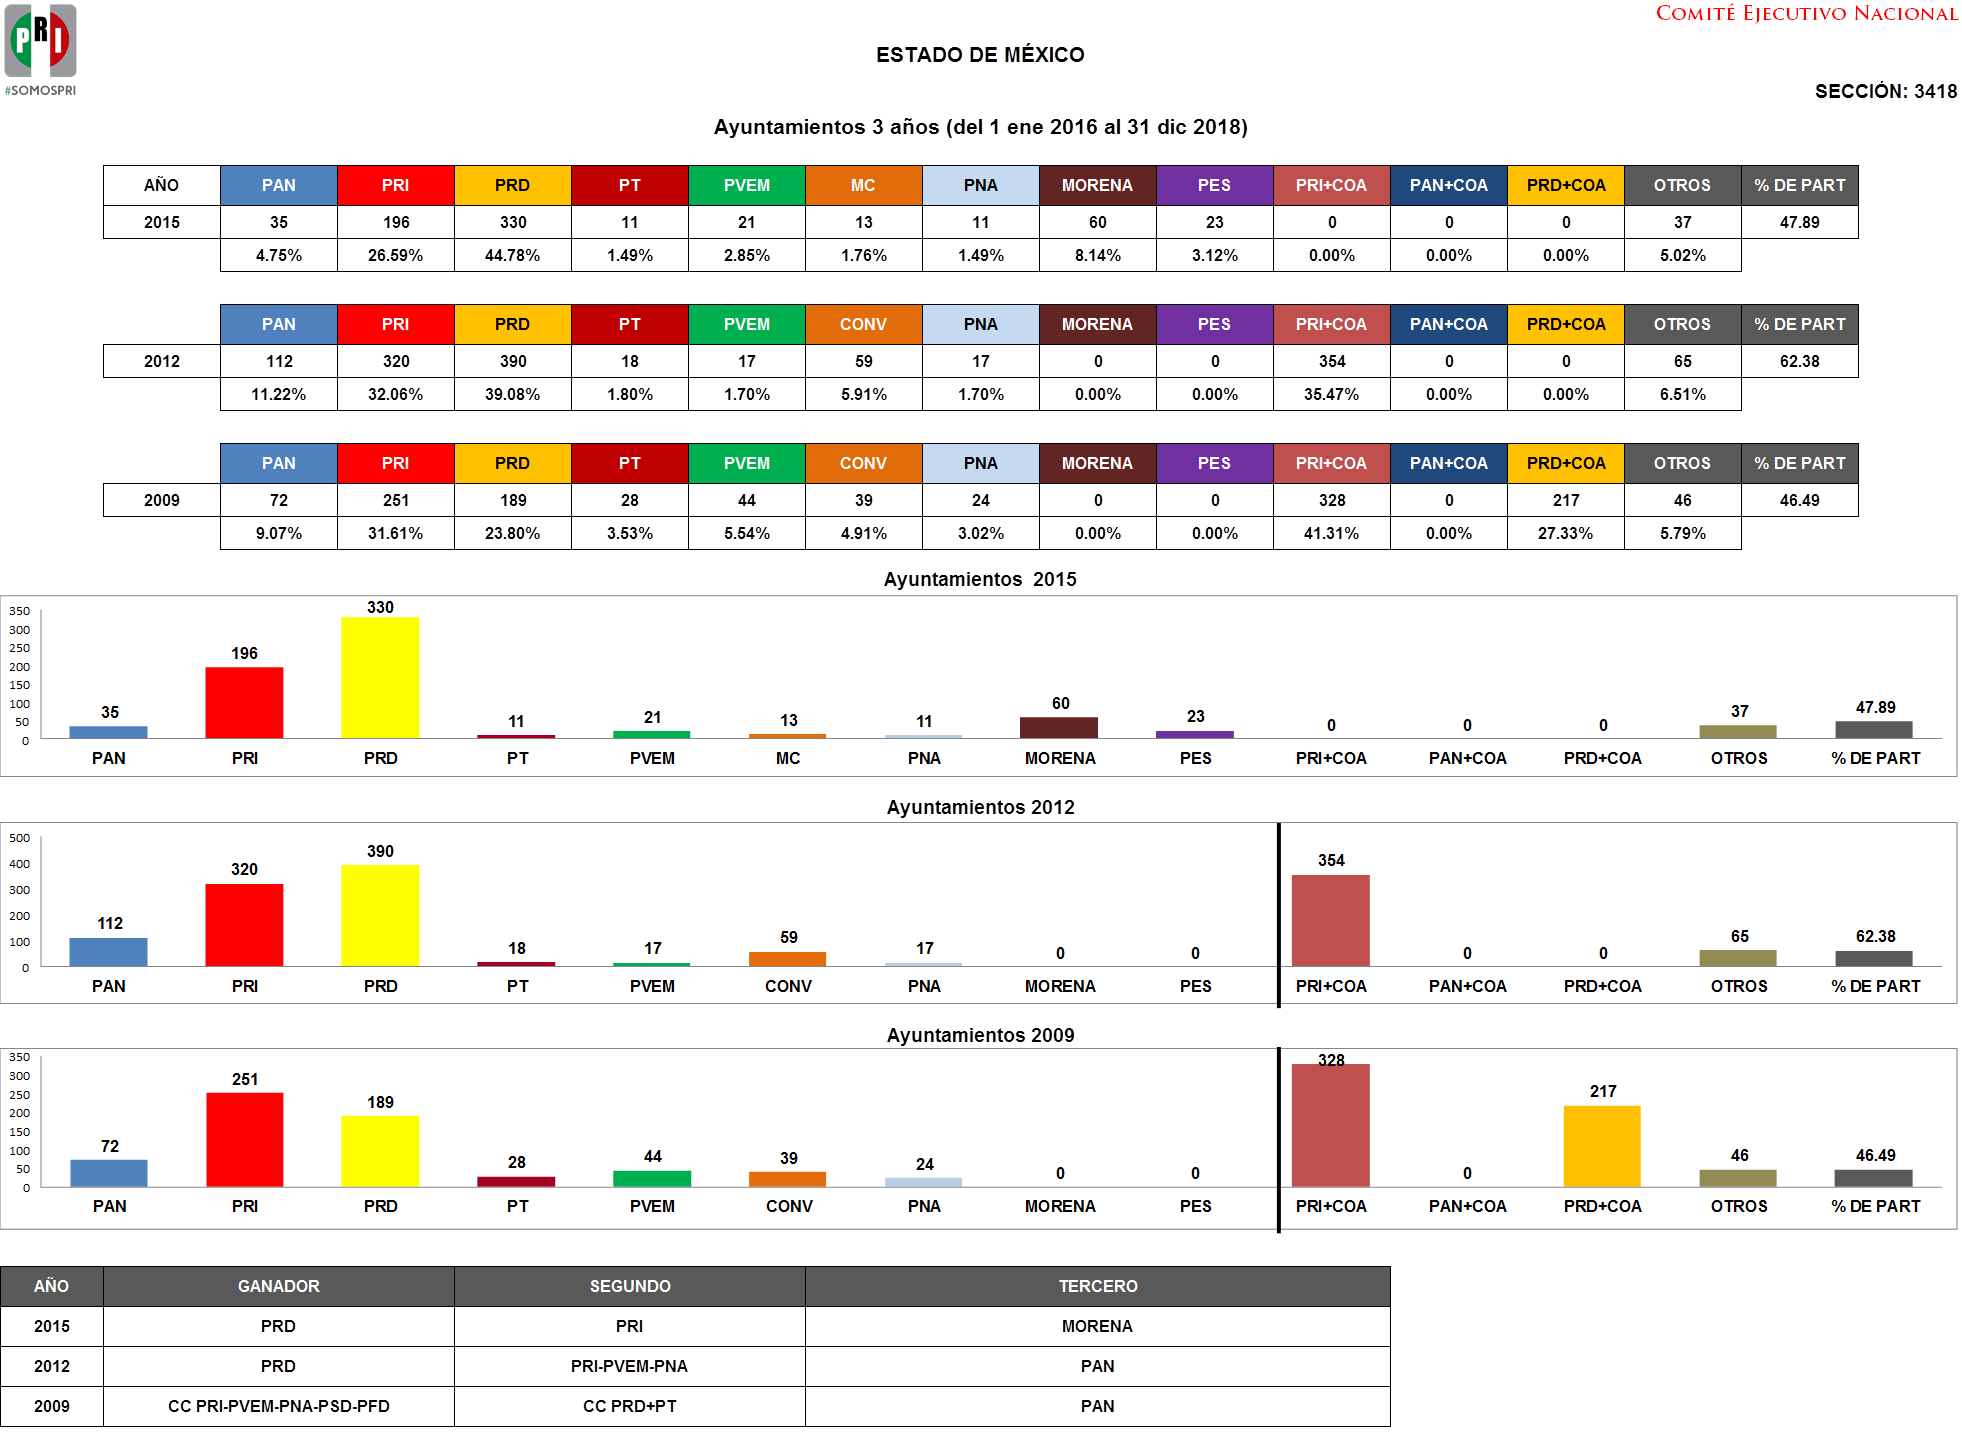 COMITÉ EJECUTIVO NACIONAL
PRI
#SOMOSPRI
ESTADO DE MÉXICO
SECCIÓN: 3418
Ayuntamientos 3 años (del 1 ene 2016 al 31 dic 2018)
AÑO PAN PRI PRD PT PVEM MC PNA MORENA PES PRI+COA PAN+COA PRD+COA OTROS % DE PART
2015 35 196 330 11 21 13 11 60 23 0 0 0 37 47.89
4.75% 26.59% 44.78% 1.49% 2.85% 1.76% 1.49% 8.14% 3.12% 0.00% 0.00% 0.00% 5.02%
PAN PRI PRD PT PVEM CONV PNA MORENA PES PRI+COA PAN+COA PRD+COA OTROS % DE PART
2012 112 320 390 18 17 59 17 0 0 354 0 0 65 62.38
11.22% 32.06% 39.08% 1.80% 1.70% 5.91% 1.70% 0.00% 0.00% 35.47% 0.00% 0.00% 6.51%
PAN PRI PRD PT PVEM CONV PNA MORENA PES PRI+COA PAN+COA PRD+COA OTROS % DE PART
2009 72 251 189 28 44 39 24 0 0 328 0 217 46 46.49
9.07% 31.61% 23.80% 3.53% 5.54% 4.91% 3.02% 0.00% 0.00% 41.31% 0.00% 27.33% 5.79%
Ayuntamientos 2015
350
300
250
200
150
100
50
0
35 196 330 11 21 13 11 60 23 0 0 0 37 47.89
PAN PRI PRD PT PVEM MC PNA MORENA PES PRI+COA PAN+COA PRD+COA OTROS % DE PART
Ayuntamientos 2012
500
400
300
200
100
0
112 320 390 18 17 59 17 0 0 354 0 0 65 62.38
PAN PRI PRD PT PVEM CONV PNA MORENA PES PRI+COA PAN+COA PRD+COA OTROS % DE PART
Ayuntamientos 2009
350
300
250
200
150
100
50
0
72 251 189 28 44 39 24 0 0 328 0 217 46 46.49
PAN PRI PRD PT PVEM CONV PNA MORENA PES PRI+COA PAN+COA PRD+COA OTROS % DE PART
AÑO GANADOR SEGUNDO TERCERO
2015 PRD PRI MORENA
2012 PRD PRI-PVEM-PNA PAN
2009 CC PRI-PVEM-PNA-PSD-PFD CC PRD+PT PAN